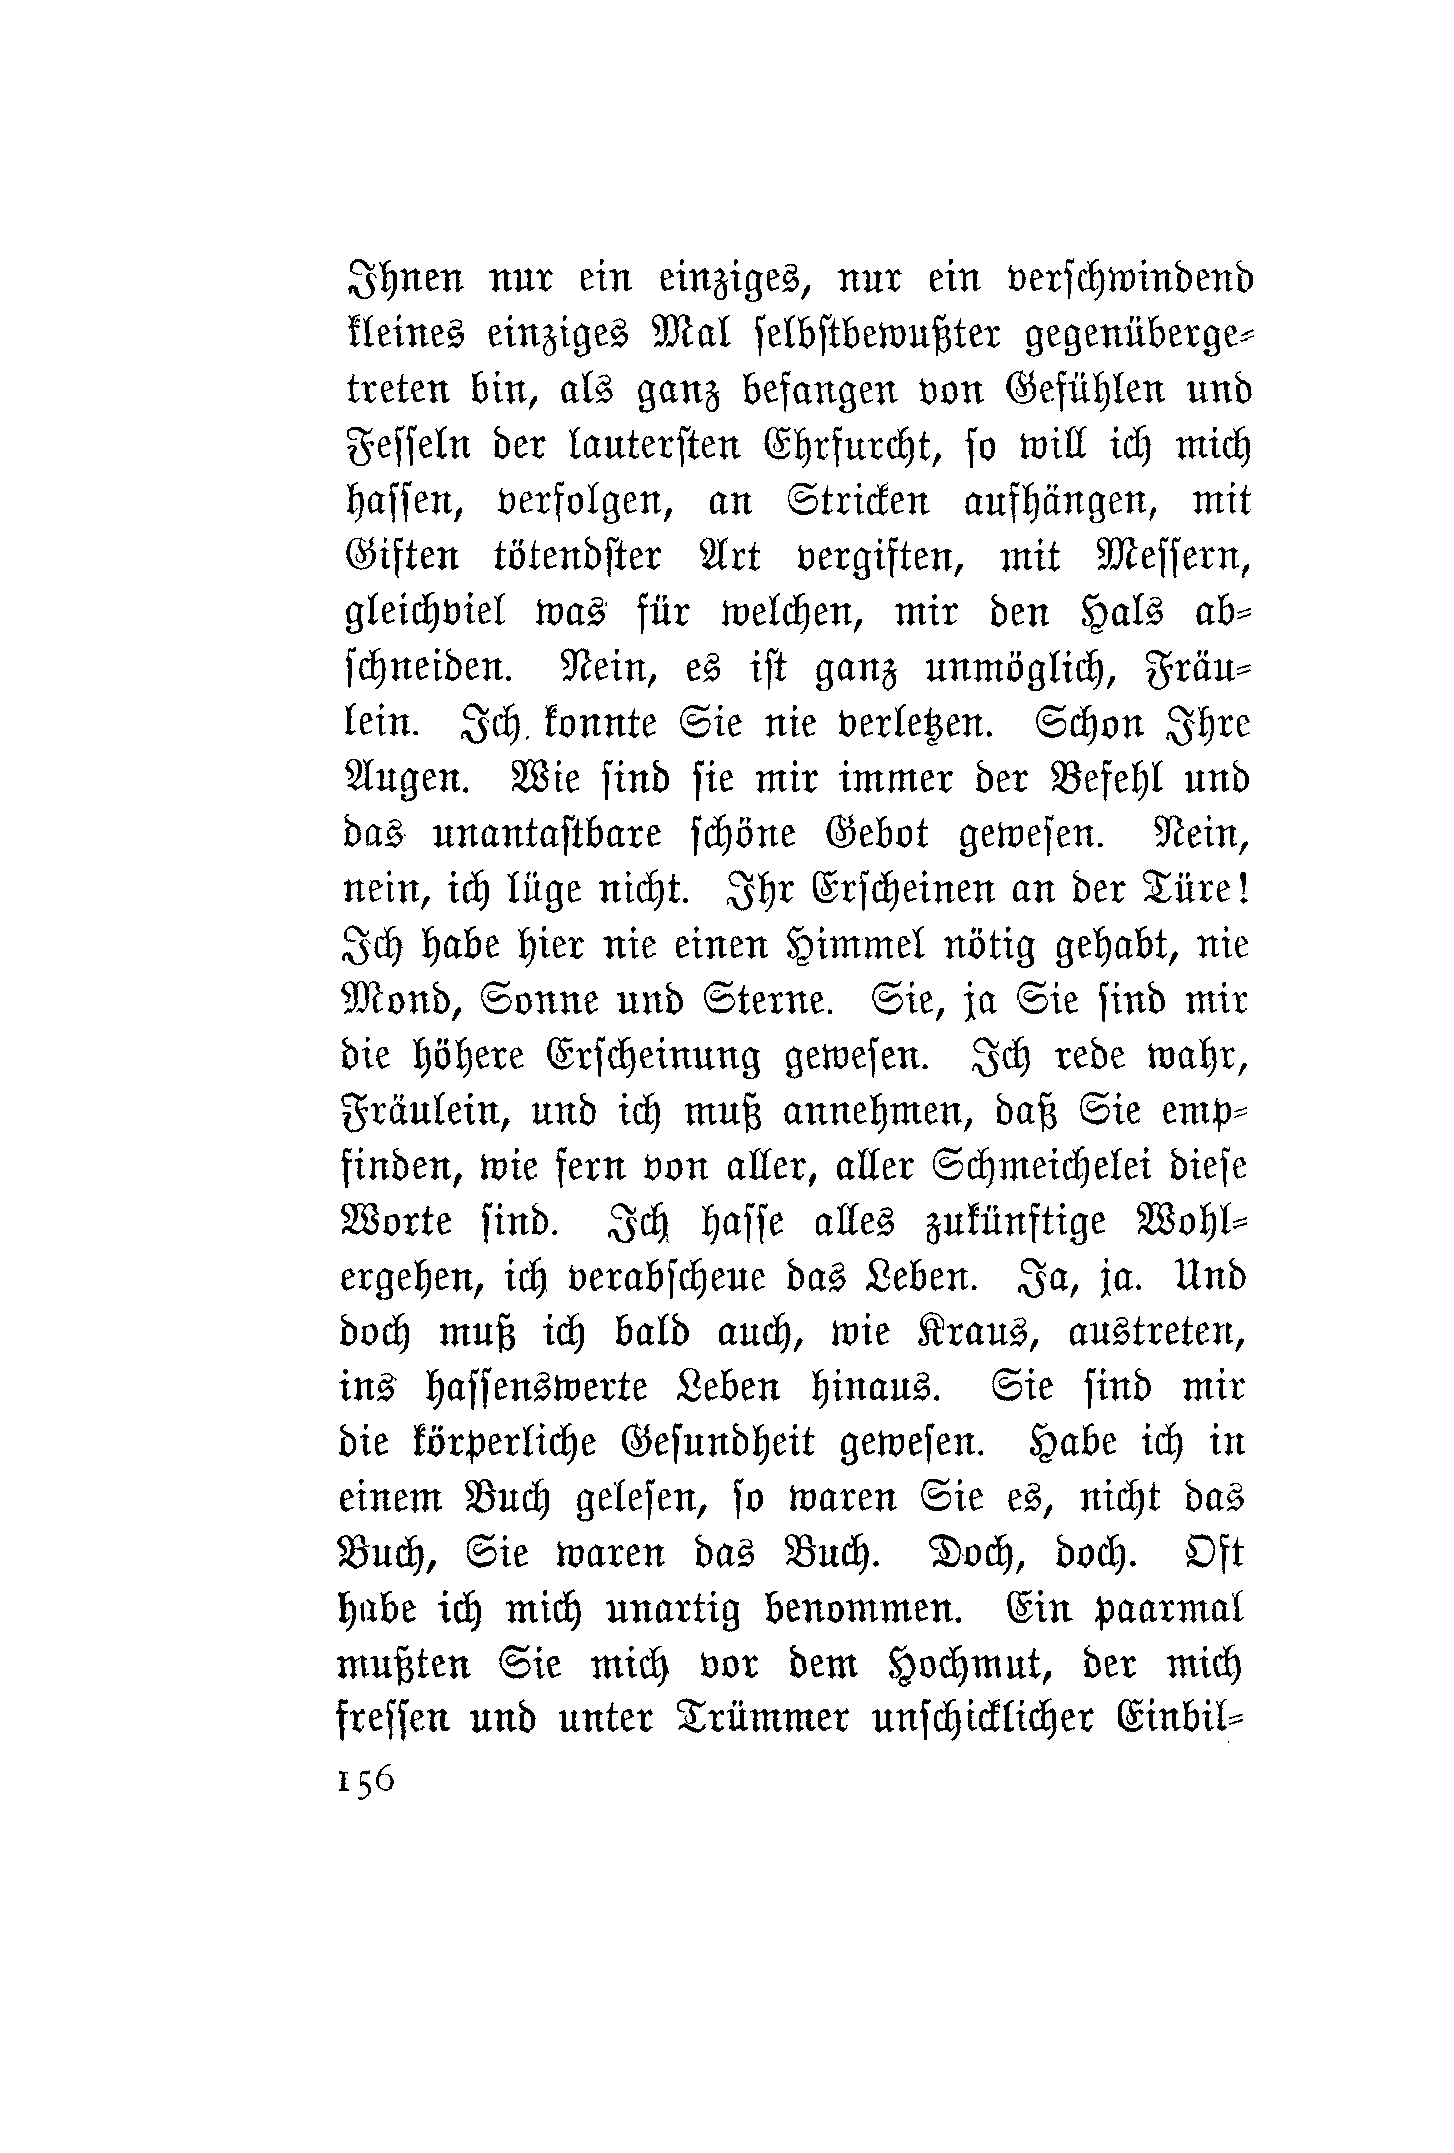 Ihnen nur ein einziges, nur ein verschwindend
kleines einziges Mal selbstbewußter gegenüberge-
treten bin, als ganz befangen von Gefühlen und
Fesseln der lautersten Ehrfurcht, so will ich mich
hassen, verfolgen, an Stricken aufhängen, mit
Giften tötendster Art vergiften, mit Messern,
gleichviel was für welchen, mir den Hals ab-
schneiden. Nein, es ist ganz unmöglich, Fräu-
lein. Ich konnte Sie nie verletzen. Schon Ihre
Augen. Wie sind sie mir immer der Befehl und
das unantastbare schöne Gebot gewesen. Nein,
nein, ich lüge nicht. Ihr Erscheinen an der Türe!
Ich habe hier nie einen Himmel nötig gehabt, nie
Mond, Sonne und Sterne. Sie, ja Sie sind mir
die höhere Erscheinung gewesen. Ich rede wahr,
Fräulein, und ich muß annehmen, daß Sie emp-
finden, wie fern von aller, aller Schmeichelei diese
Worte sind. Ich hasse alles zukünftige Wohl-
ergehen, ich verabscheue das Leben. Ja, ja. Und
doch muß ich bald auch, wie Kraus, austreten,
ins hassenswerte Leben hinaus. Sie sind mir
die körperliche Gesundheit gewesen. Habe ich in
einem Buch gelesen, so waren Sie es, nicht das
Buch, Sie waren das Buch. Doch, doch. Oft
habe ich mich unartig benommen. Ein paarmal
mußten Sie mich vor dem Hochmut, der mich
fressen und unter Trümmer unschicklicher Einbil-
156